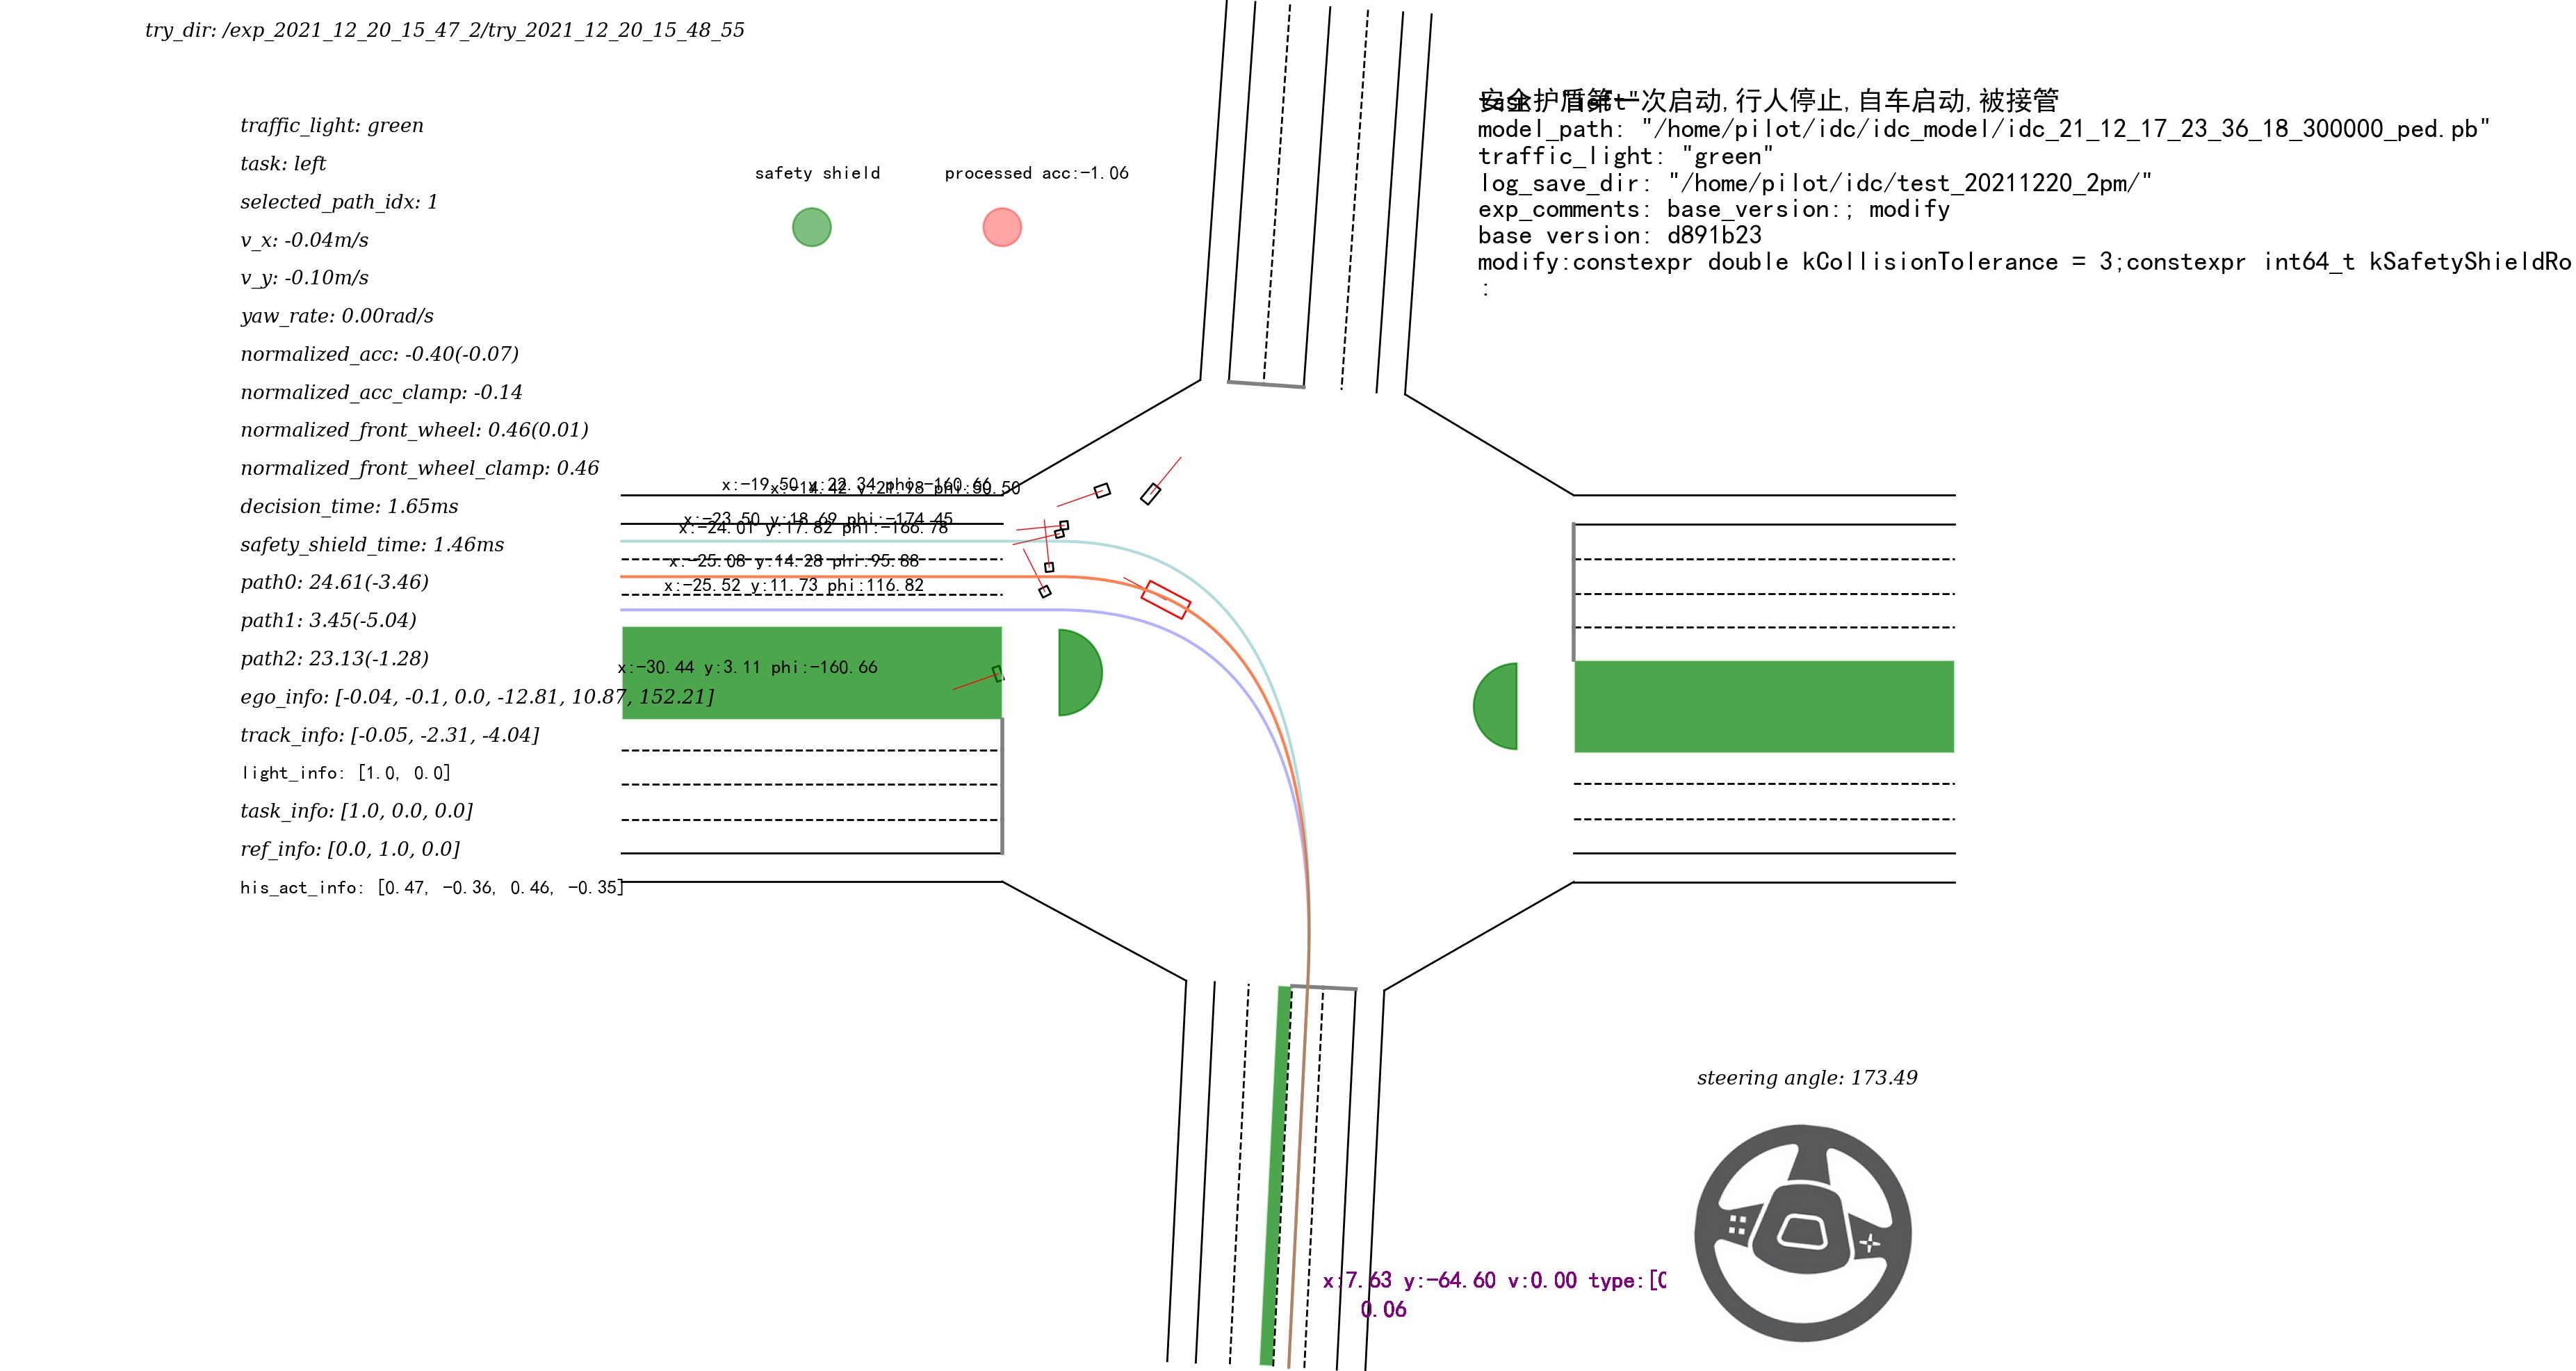 try_dir: /exp_2021_12_20_15_47_2/try_2021_12_20_15_48_55
traffic_light: green
task: left
selected_path_idx: 1
v_x: -0.04m/s
v_y: -0.10m/s
yaw_rate: 0.00rad/s
normalized_acc: -0.40(-0.07)
normalized_acc_clamp: -0.14
normalized_front_wheel: 0.46(0.01)
normalized_front_wheel_clamp: 0.46
decision_time: 1.65ms
safety_shield_time: 1.46ms
path0: 24.61(-3.46)
path1: 3.45(-5.04)
path2: 23.13(-1.28)
ego_info: [-0.04, -0.1, 0.0, -12.81, 10.87, 152.21]
track_info: [-0.05, -2.31, -4.04]
light_info: [1.0, 0.0]
task_info: [1.0, 0.0, 0.0]
ref_info: [0.0, 1.0, 0.0]
his_act_info: [0.47, -0.36, 0.46, -0.35]
safety shield
processed acc:-1.06
安全护盾第一次启动,行人停止,自车启动,被接管
task: "left"
model_path: "/home/pilot/idc/idc_model/idc_21_12_17_23_36_18_300000_ped.pb"
traffic_light: "green"
log_save_dir: "/home/pilot/idc/test_20211220_2pm/"
exp_comments: base_version:; modify
base version: d891b23
modify:constexpr double kCollisionTolerance = 3;constexpr int64_t kSafetyShieldRo
:
x:-19.50 y:22.34 phi:-160.66
x:-14.42 y:21.98 phi:50.50
x:-23.50 y:18.69 phi:-174.45
x:-24.01 y:17.82 phi:-166.78
x:-25.08 y:14.28 phi:95.88
x:-25.52 y:11.73 phi:116.82
x:-30.44 y:3.11 phi:-160.66
steering angle: 173.49
x:7.63 y:-64.60 v:0.00 type:[0
0.06